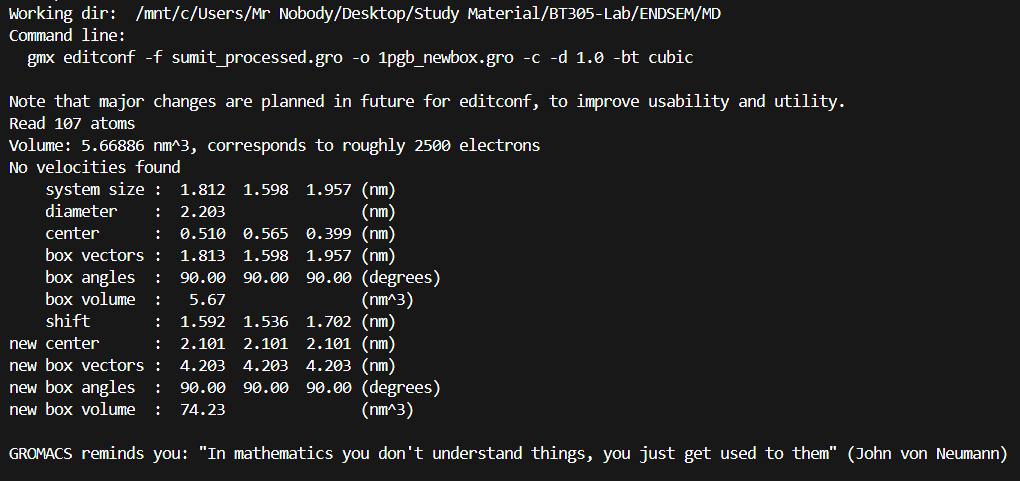 Working dir:  /mnt/c/Users/Mr Nobody/Desktop/Study Material/BT305-Lab/ENDSEM/MD
Command line:
  gmx editconf -f sumit_processed.gro -o 1pgb_newbox.gro -c -d 1.0 -bt cubic

Note that major changes are planned in future for editconf, to improve usability and utility.
Read 107 atoms
Volume: 5.66886 nm^3, corresponds to roughly 2500 electrons
No velocities found
    system size :  1.812  1.598  1.957 (nm)
    diameter    :  2.203               (nm)
    center      :  0.510  0.565  0.399 (nm)
    box vectors :  1.813  1.598  1.957 (nm)
    box angles  :  90.00  90.00  90.00 (degrees)
    box volume  :   5.67               (nm^3)
    shift       :  1.592  1.536  1.702 (nm)
new center      :  2.101  2.101  2.101 (nm)
new box vectors :  4.203  4.203  4.203 (nm)
new box angles  :  90.00  90.00  90.00 (degrees)
new box volume  :  74.23               (nm^3)

GROMACS reminds you: "In mathematics you don't understand things, you just get used to them" (John von Neumann)